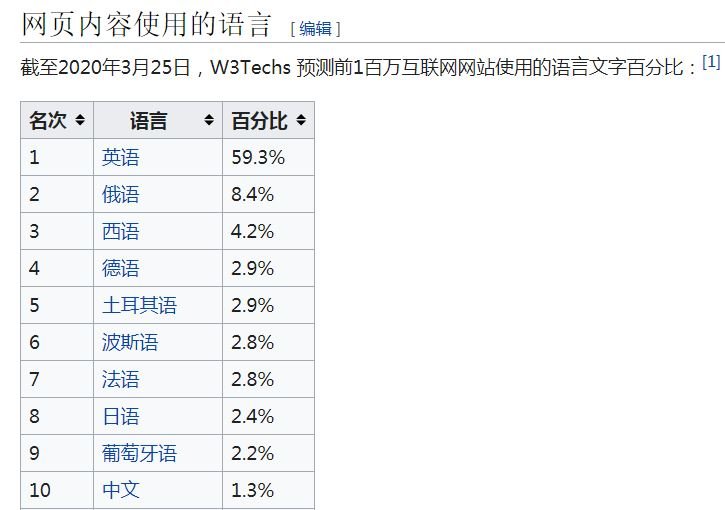 网页内容使用的语言 [编辑]
截至2020年3月25日，W3Techs 预测前1百万互联网网站使用的语言文字百分比：[1]
名次 语言 百分比
1 英语 59.3%
2 俄语 8.4%
3 西语 4.2%
4 德语 2.9%
5 土耳其语 2.9%
6 波斯语 2.8%
7 法语 2.8%
8 日语 2.4%
9 葡萄牙语 2.2%
10 中文 1.3%